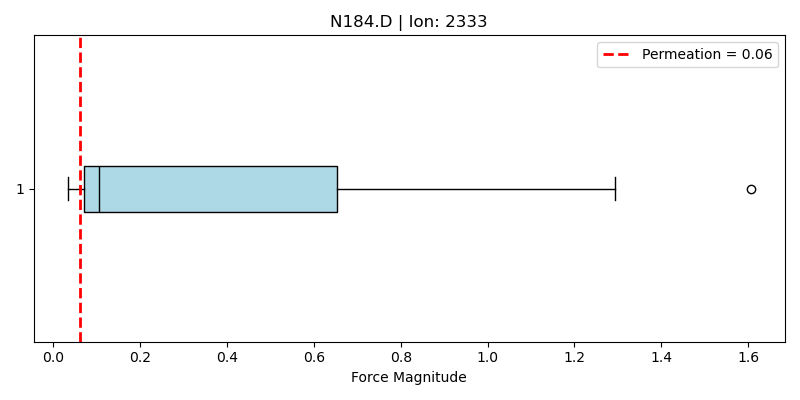 N184.D | Ion: 2333
Permeation = 0.06
1
0.0 0.2 0.4 0.6 0.8 1.0 1.2 1.4 1.6
Force Magnitude